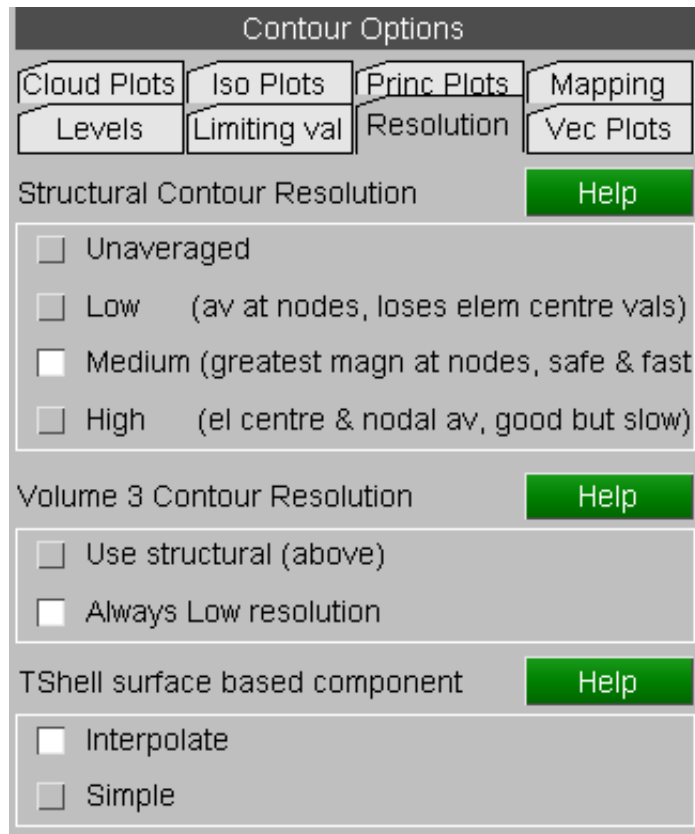 Contour Options
Cloud Plots Iso Plots Princ Plots Mapping
Levels Limiting val Resolution Vec Plots
Structural Contour Resolution Help
Unaveraged
Low (av at nodes, loses elem centre vals)
Medium (greatest magn at nodes, safe & fast
High (el centre & nodal av, good but slow)
Volume 3 Contour Resolution Help
Use structural (above)
Always Low resolution
TShell surface based component Help
Interpolate
Simple